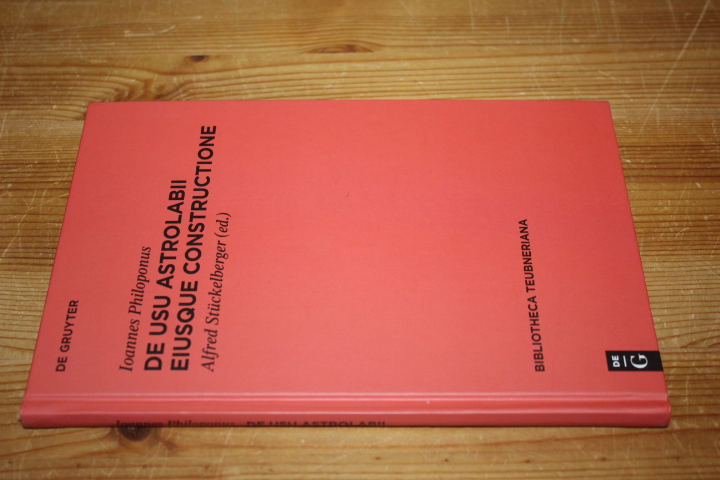 DE GRUYTER
Ioannes Philoponus
DE USU ASTROLABII
EIUSQUE CONSTRUCTIONE
Alfred Stückelberger (ed.)
BIBLIOTHECA TEUBNERIANA
DE
G
Ioannes Philoponus DE USU ASTROLABII